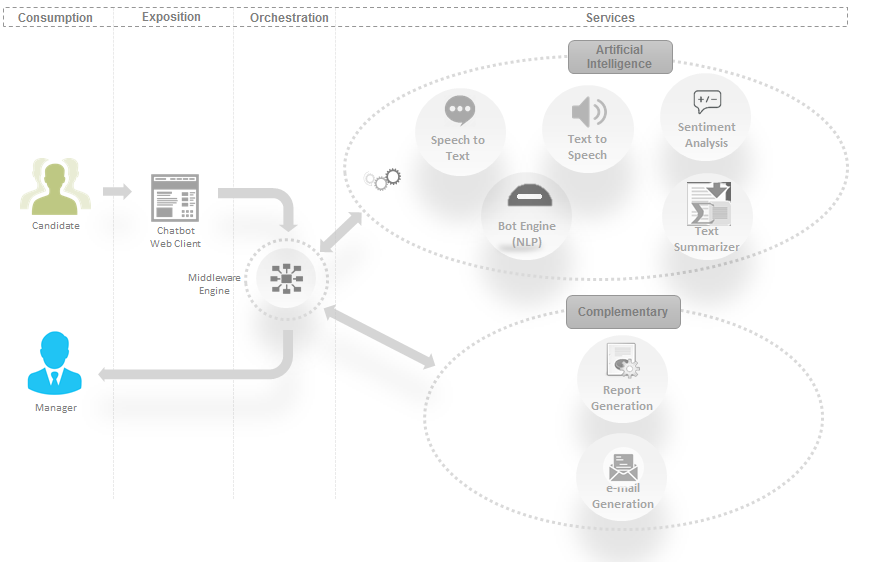 Consumption
Exposition
Orchestration
Services
Artificial
Intelligence
Speech to
Text
Text to
Speech
+/-
Sentiment
Analysis
Candidate
Chatbot
Web Client
Bot Engine
(NLP)
Text
Summarizer
Middleware
Engine
Complementary
Manager
Report
Generation
e-mail
Generation